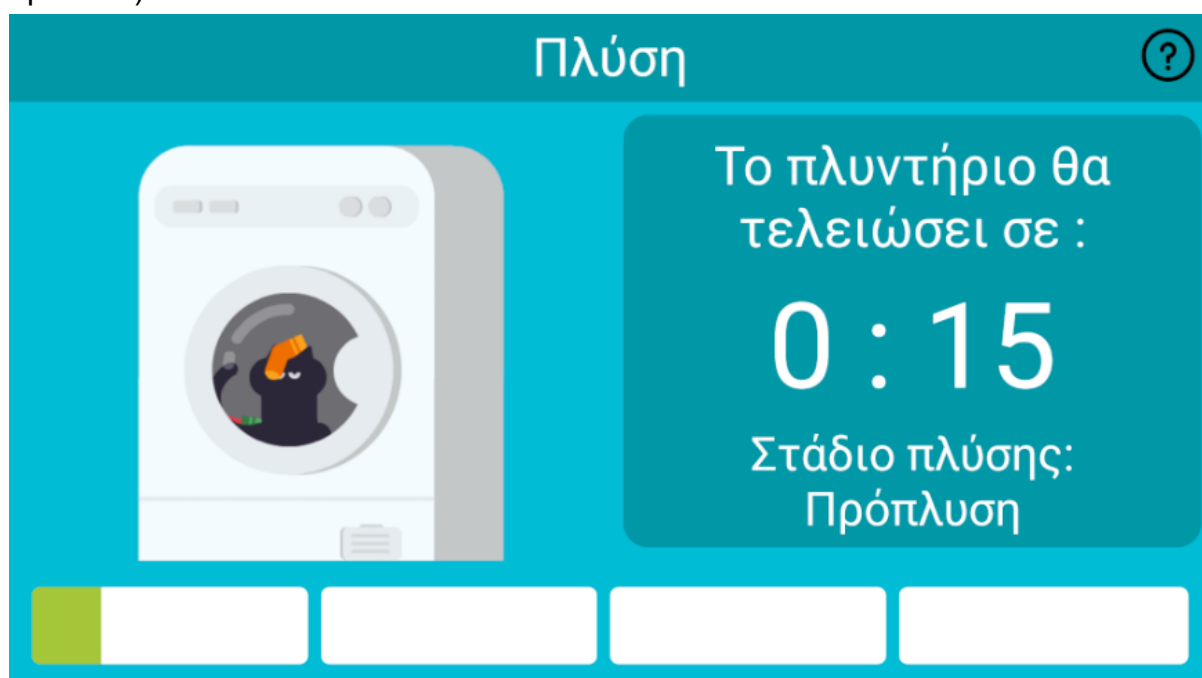 Πλύση
?
Το πλυντήριο θα
τελειώσει σε :
0 : 15
Στάδιο πλύσης:
Πρόπλυση